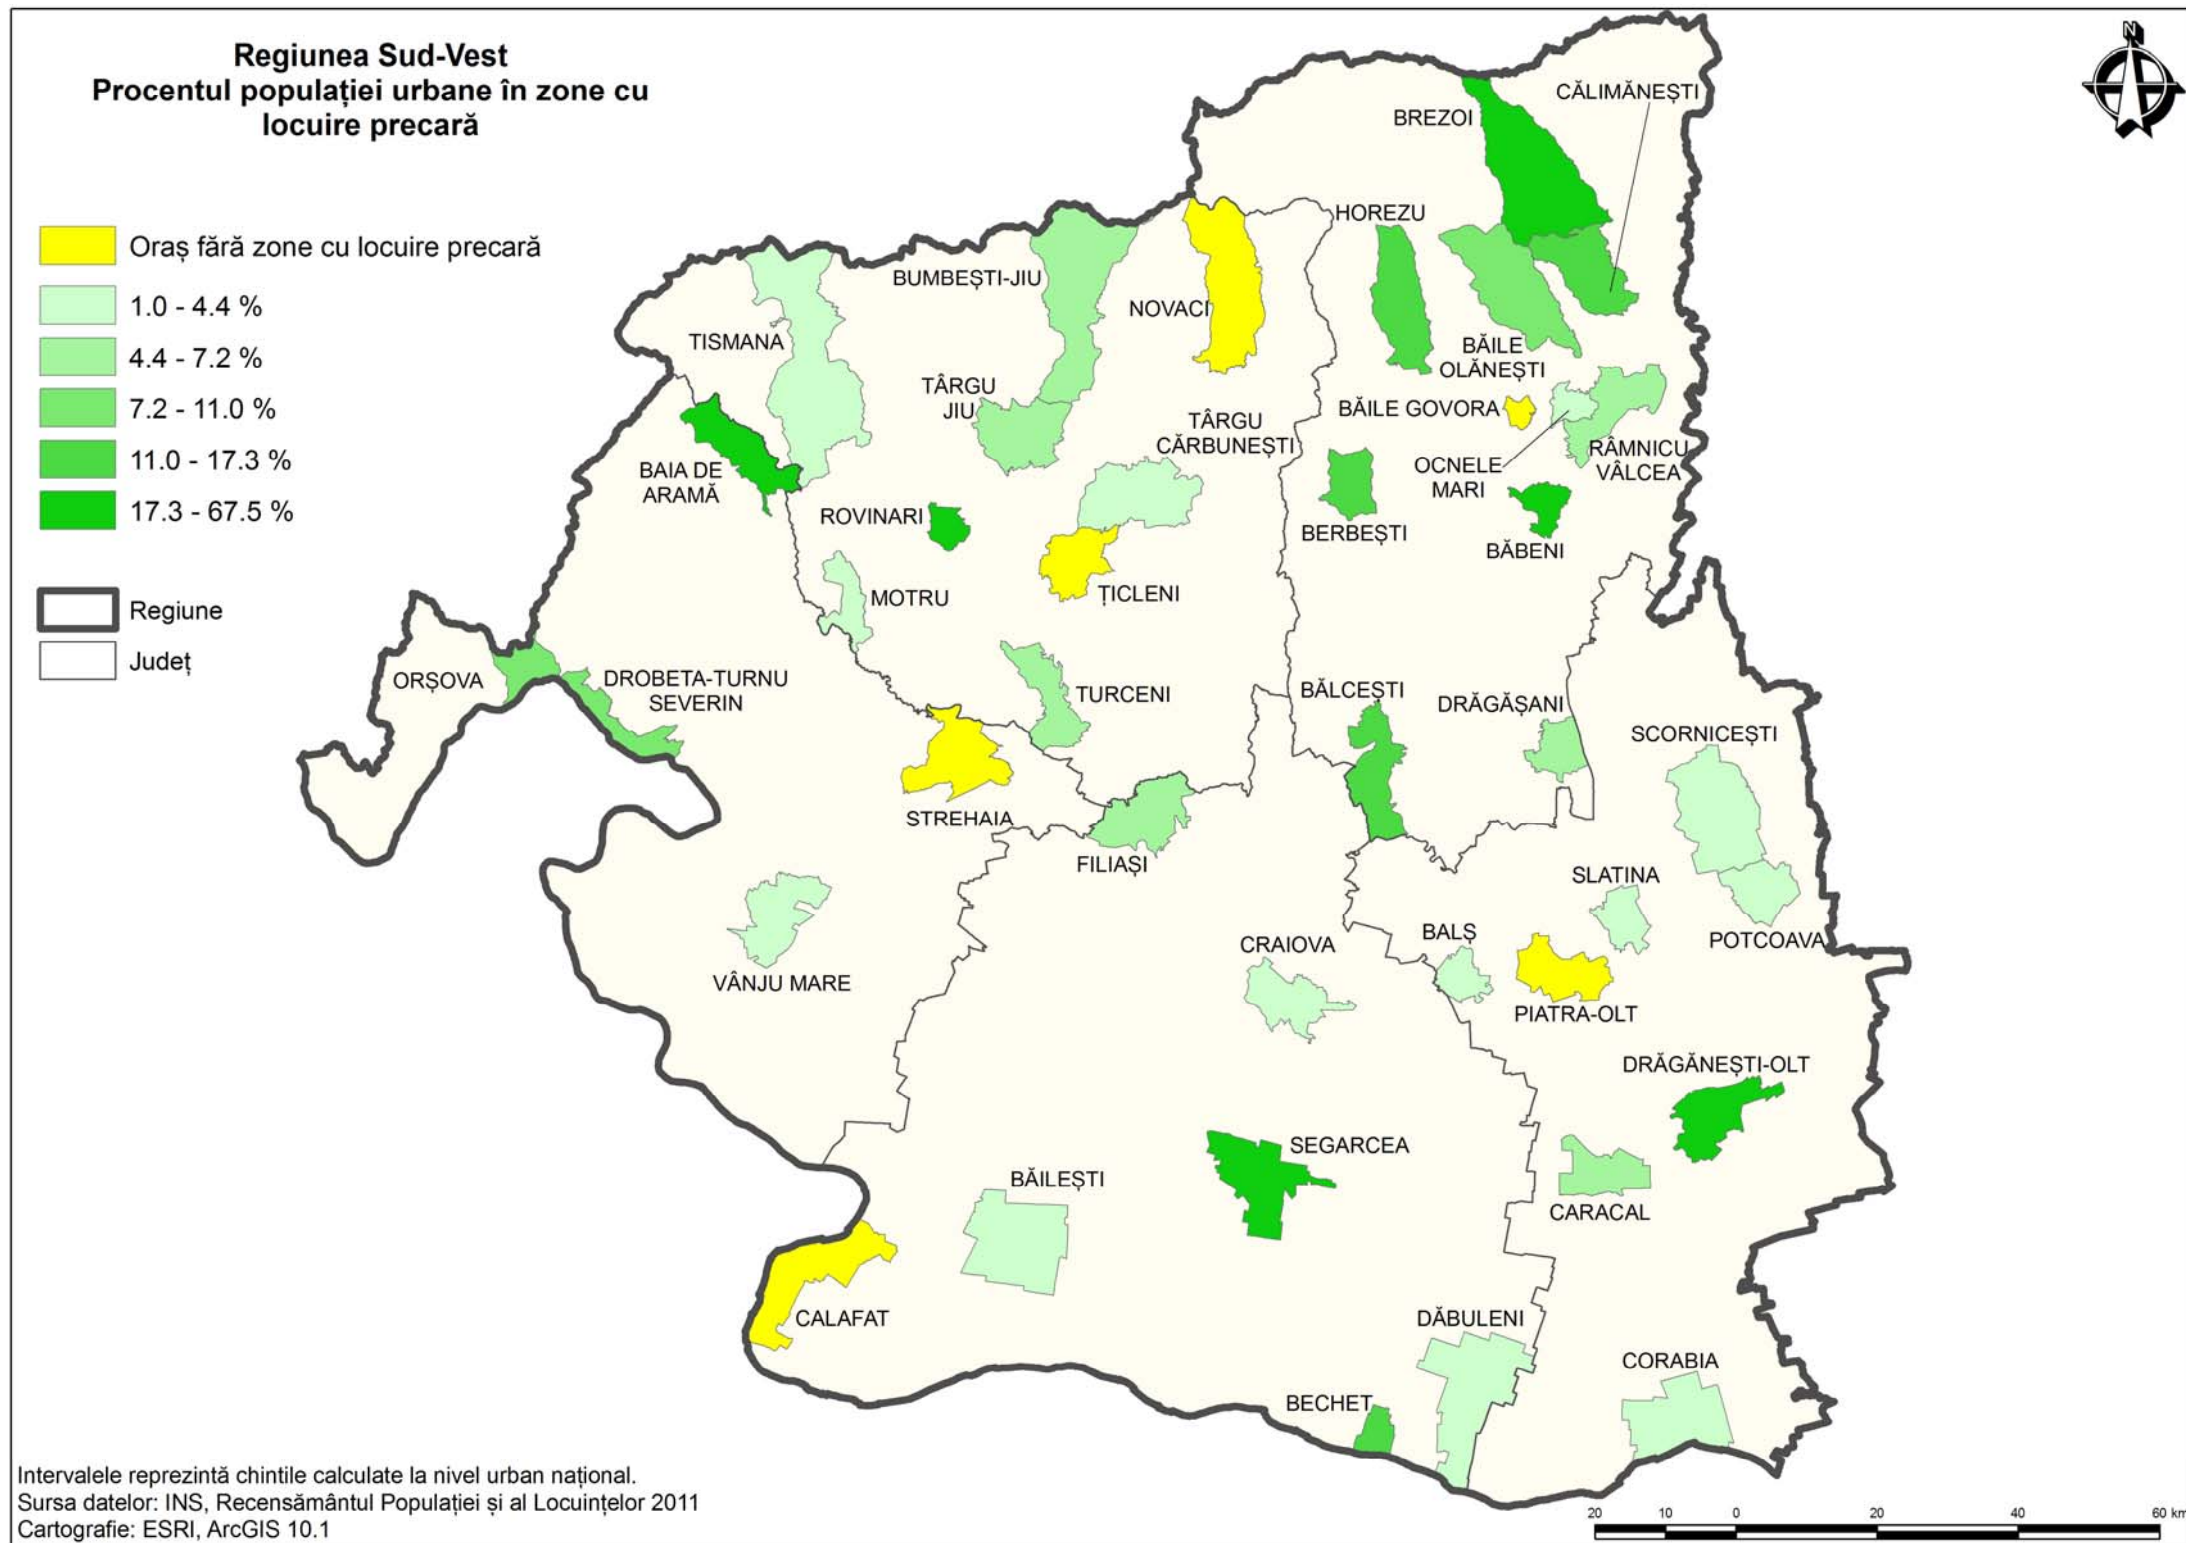 Regiunea Sud-Vest
Procentul populației urbane în zone cu
locuire precară
N
Oraș fără zone cu locuire precară
1.0 - 4.4 %
4.4 - 7.2 %
7.2 - 11.0 %
11.0 - 17.3 %
17.3 - 67.5 %
Regiune
Județ
CĂLIMĂNEȘTI
BREZOI
HOREZU
BUMBEȘTI-JIU
NOVACI
TISMANA
BĂILE
OLĂNEȘTI
TÂRGU
JIU
BĂILE GOVORA
TÂRGU
CĂRBUNEȘTI
RÂMNICU
VÂLCEA
OCNELE
MARI
BAIA DE
ARAMĂ
ROVINARI
BERBEȘTI
BĂBENI
MOTRU
ȚICLENI
ORȘOVA
DROBETA-TURNU
SEVERIN
TURCENI
BĂLCEȘTI
DRĂGĂȘANI
SCORNICEȘTI
STREHAIA
FILIAȘI
SLATINA
POTCOAVA
BALȘ
CRAIOVA
VÂNJU MARE
PIATRA-OLT
DRĂGĂNEȘTI-OLT
SEGARCEA
BĂILEȘTI
CARACAL
CALAFAT
DĂBULENI
CORABIA
BECHET
Intervalele reprezintă chintile calculate la nivel urban național.
Sursa datelor: INS, Recensământul Populației și al Locuințelor 2011
Cartografie: ESRI, ArcGIS 10.1
20 10 0 20 40 60 km